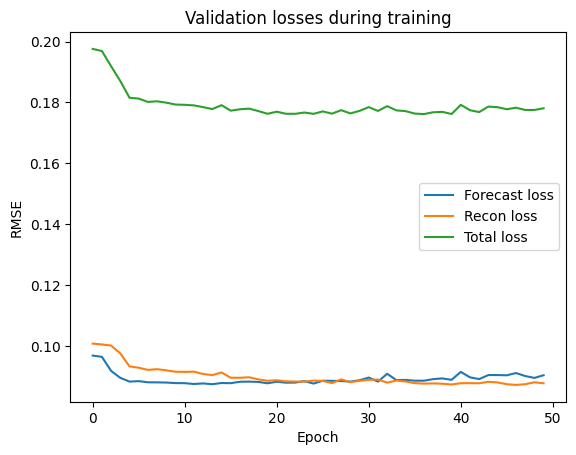 Validation losses during training
RMSE
0.20
0.18
0.16
0.14
0.12
0.10
Forecast loss
Recon loss
Total loss
0 10 20 30 40 50
Epoch